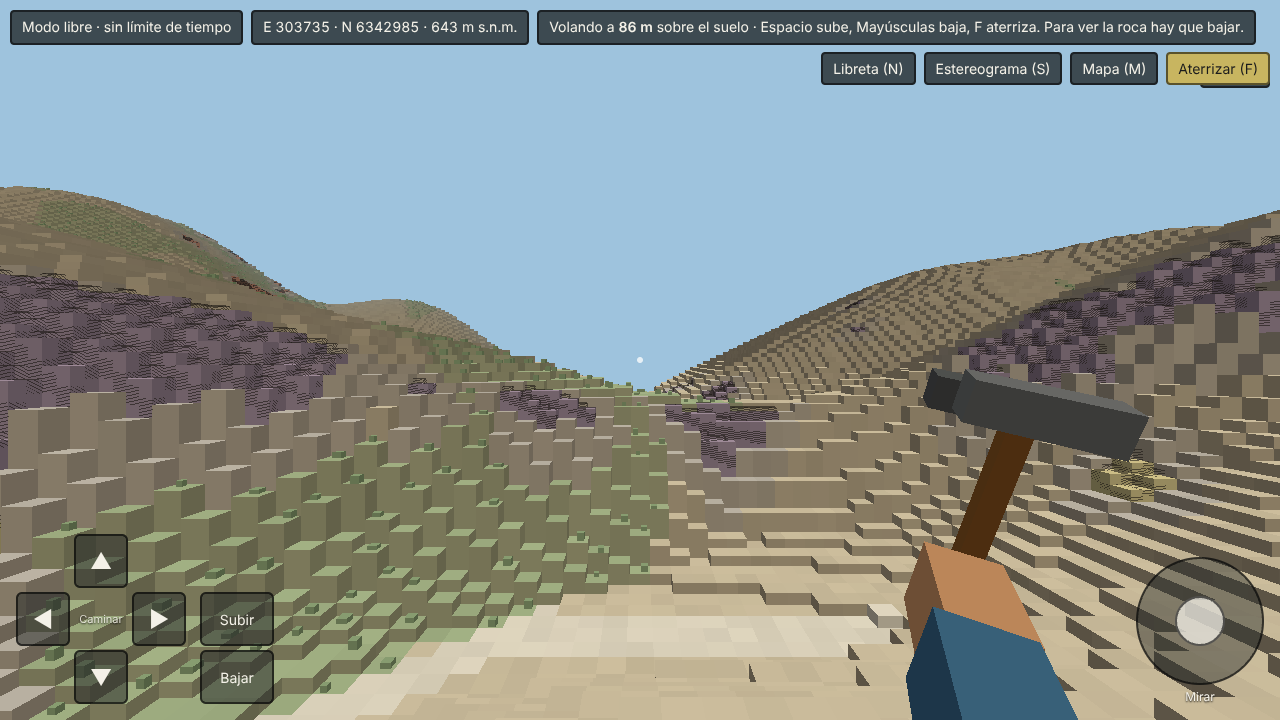 Modo libre · sin límite de tiempo
E 303735 · N 6342985 · 643 m s.n.m.
Volando a 86 m sobre el suelo · Espacio sube, Mayúsculas baja, F aterriza. Para ver la roca hay que bajar.
Libreta (N)
Estereograma (S)
Mapa (M)
Aterrizar (F)
Caminar
Subir
Bajar
Mirar